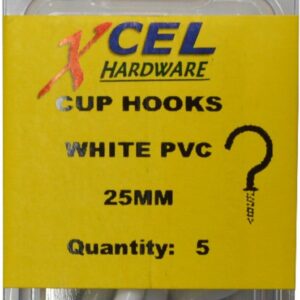 XCEL
HARDWARE
CUP HOOKS
WHITE PVC
25MM
Quantity: 5